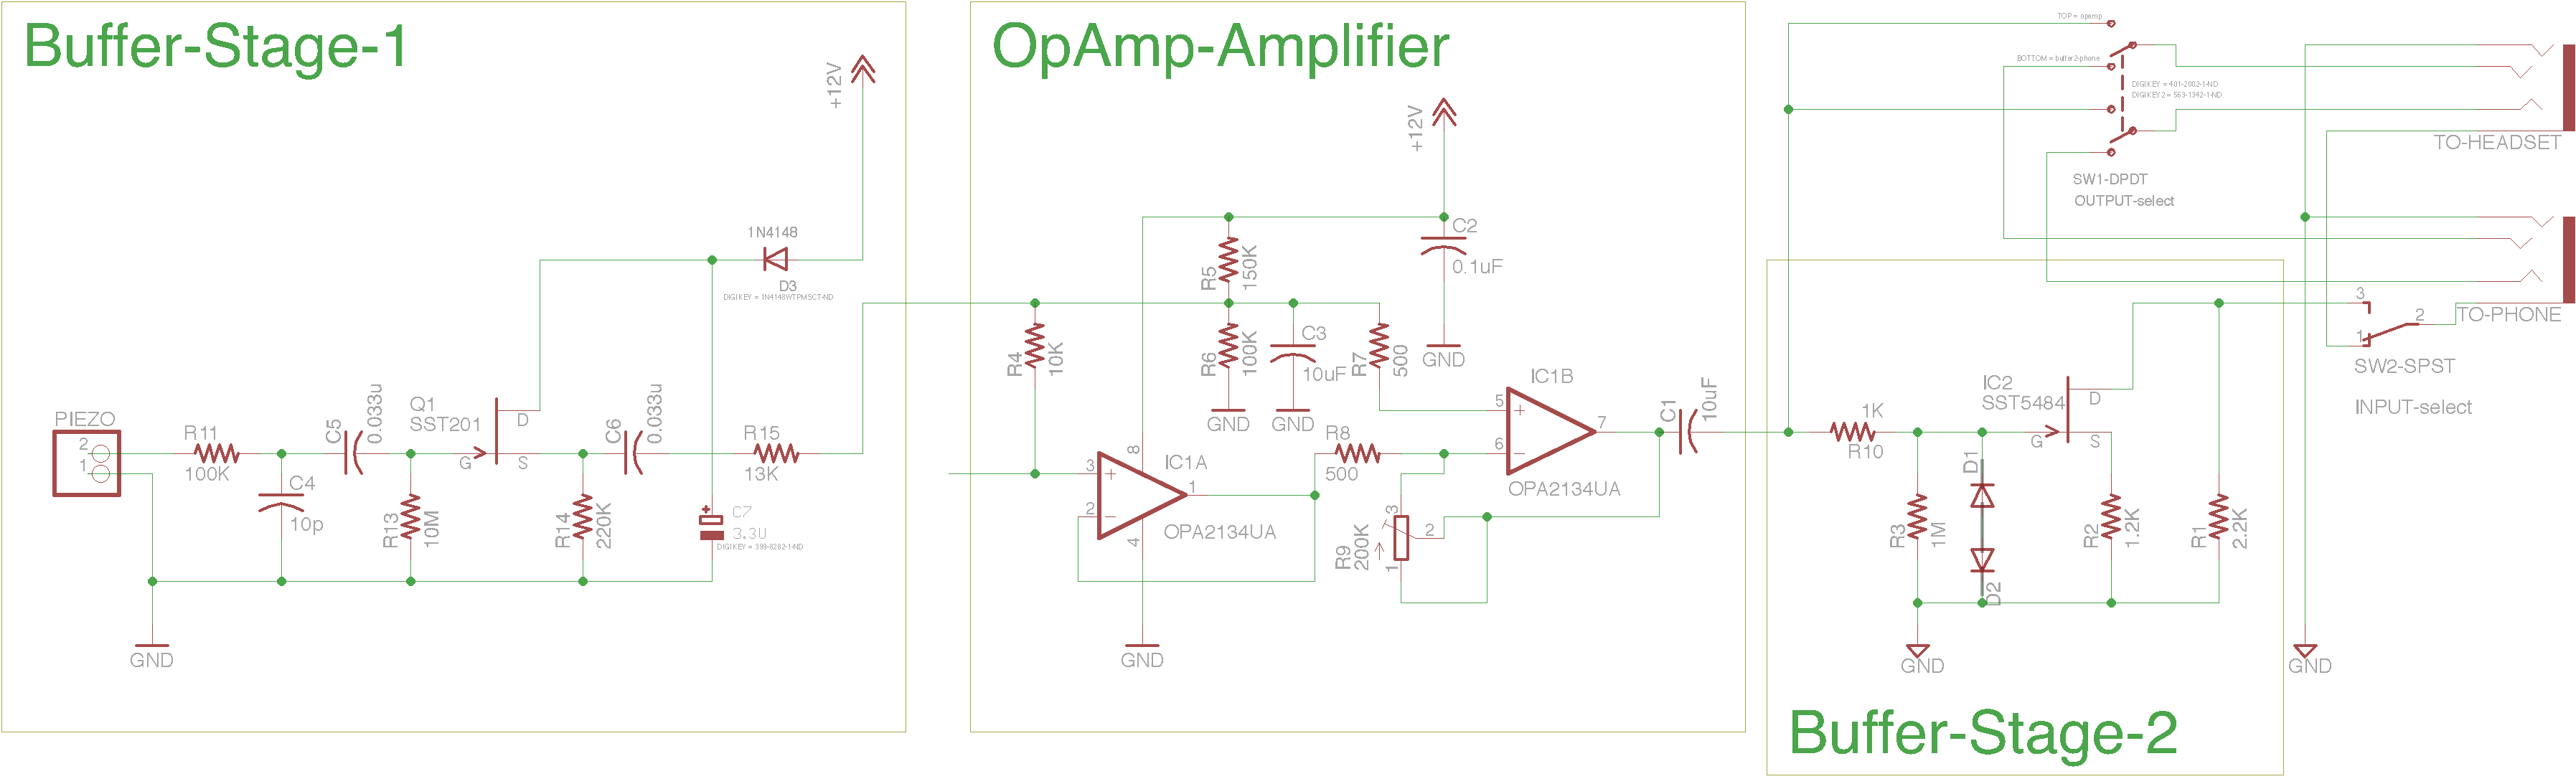 Buffer-Stage-1
+12V
1N4148
D3
DIGIKEY = 1N4148WTPMSCT-ND
PIEZO
2
1
R11
100K
C4
10p
C5
0.033u
R13
10M
Q1
SST201
G
D
S
C6
0.033u
R14
220K
R15
13K
C7
3.3U
DIGIKEY = 399-8282-1-ND
GND
OpAmp-Amplifier
+12V
C2
0.1uF
GND
R5
150K
R4
10K
R6
100K
C3
10uF
R7
500
GND
GND
3
+
2
−
8
4
1
IC1A
OPA2134UA
R8
500
R9
200K
3
2
1
5
+
6
−
7
IC1B
OPA2134UA
C1
10uF
GND
TOP = opamp
BOTTOM = buffer2-phone
DIGIKEY = 401-2002-1-ND
DIGIKEY 2 = 563-1342-1-ND
SW1-DPDT
OUTPUT-select
TO-HEADSET
TO-PHONE
3
2
1
SW2-SPST
INPUT-select
1K
R10
IC2
SST5484
G
D
S
D1
D2
R3
1M
R2
1.2K
R1
2.2K
GND
GND
Buffer-Stage-2